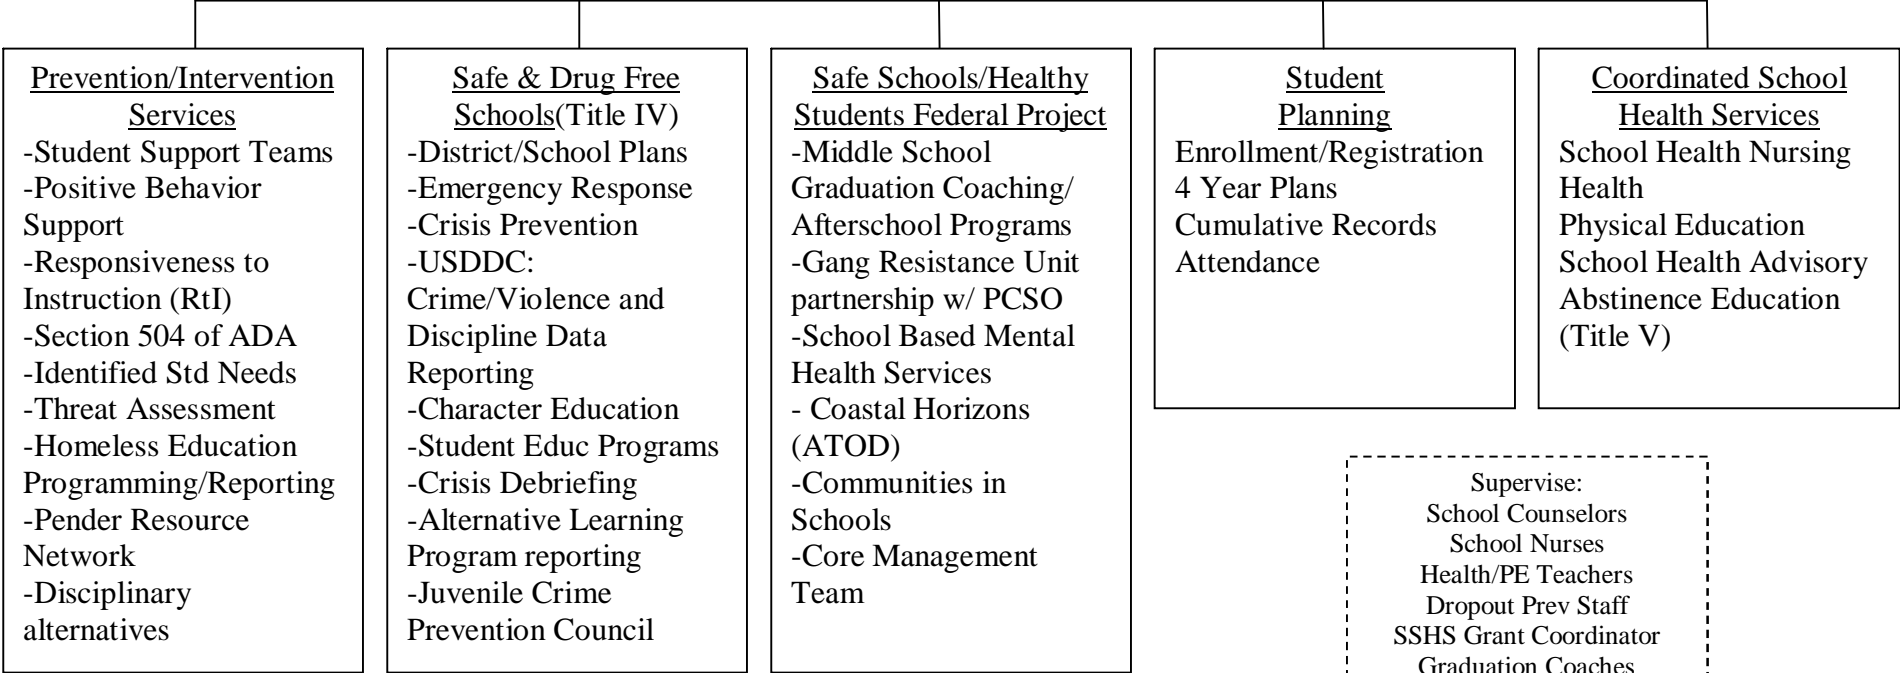 Prevention/Intervention
Services
-Student Support Teams
-Positive Behavior
Support
-Responsiveness to
Instruction (RtI)
-Section 504 of ADA
-Identified Std Needs
-Threat Assessment
-Homeless Education
Programming/Reporting
-Pender Resource
Network
-Disciplinary
alternatives
Safe & Drug Free
Schools(Title IV)
-District/School Plans
-Emergency Response
-Crisis Prevention
-USDDC:
Crime/Violence and
Discipline Data
Reporting
-Character Education
-Student Educ Programs
-Crisis Debriefing
-Alternative Learning
Program reporting
-Juvenile Crime
Prevention Council
Safe Schools/Healthy
Students Federal Project
-Middle School
Graduation Coaching/
Afterschool Programs
-Gang Resistance Unit
partnership w/ PCSO
-School Based Mental
Health Services
- Coastal Horizons
(ATOD)
-Communities in
Schools
-Core Management
Team
Student
Planning
Enrollment/Registration
4 Year Plans
Cumulative Records
Attendance
Coordinated School
Health Services
School Health Nursing
Health
Physical Education
School Health Advisory
Abstinence Education
(Title V)
Supervise:
School Counselors
School Nurses
Health/PE Teachers
Dropout Prev Staff
SSHS Grant Coordinator
Graduation Coaches